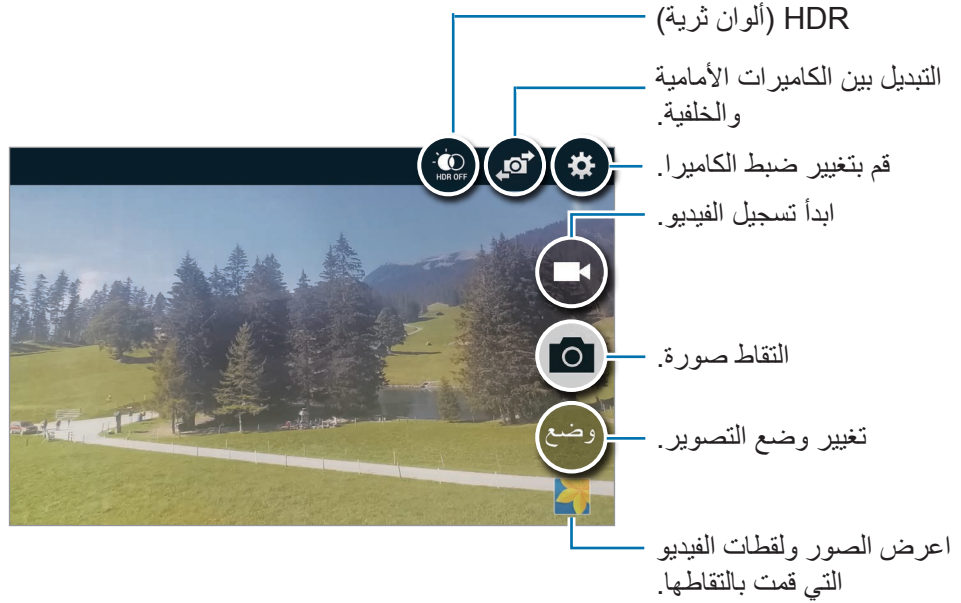 HDR (ألوان ثرية)
التبديل بين الكاميرات الأمامية
والخلفية.
HDR OFF
قم بتغيير ضبط الكاميرا.
ابدأ تسجيل الفيديو.
التقاط صورة.
وضع
تغيير وضع التصوير.
اعرض الصور ولقطات الفيديو
التي قمت بالتقاطها.